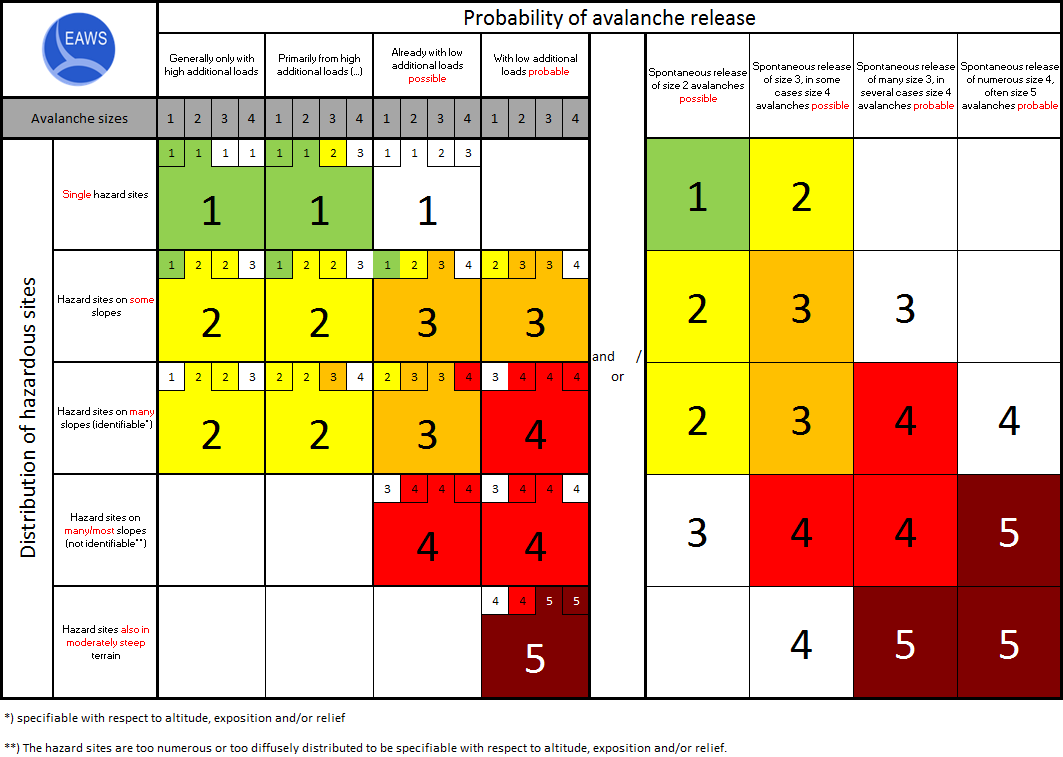 EAWS
Probability of avalanche release
Generally only with
high additional loads
Primarily from high
additional loads (...)
Already with low
additional loads
possible
With low additional
loads probable
Spontaneous release
of size 2 avalanches
possible
Spontaneous release
of size 3, in some
cases size 4
avalanches possible
Spontaneous release
of many size 3, in
several cases size 4
avalanches probable
Spontaneous release
of numerous size 4,
often size 5
avalanches probable
Avalanche sizes
1 2 3 4 1 2 3 4 1 2 3 4 1 2 3 4
Distribution of hazardous sites
Single hazard sites
1 1 1 1 1 1 2 3 1 1 2 3
1 1 1 1 2
Hazard sites on some
slopes
1 2 2 3 1 2 2 3 1 2 3 4 2 3 3 4
2 2 3 3 2 3 3
and /
or
Hazard sites on many
slopes (identifiable*)
1 2 2 3 2 2 3 4 2 3 3 4 3 4 4 4
2 2 3 4 2 3 4 4
Hazard sites on
many/most slopes
(not identifiable**)
3 4 4 4 3 4 4 4
4 4 3 4 4 5
Hazard sites also in
moderately steep
terrain
4 4 5 5
5 4 5 5
*) specifiable with respect to altitude, exposition and/or relief
**) The hazard sites are too numerous or too diffusely distributed to be specifiable with respect to altitude, exposition and/or relief.